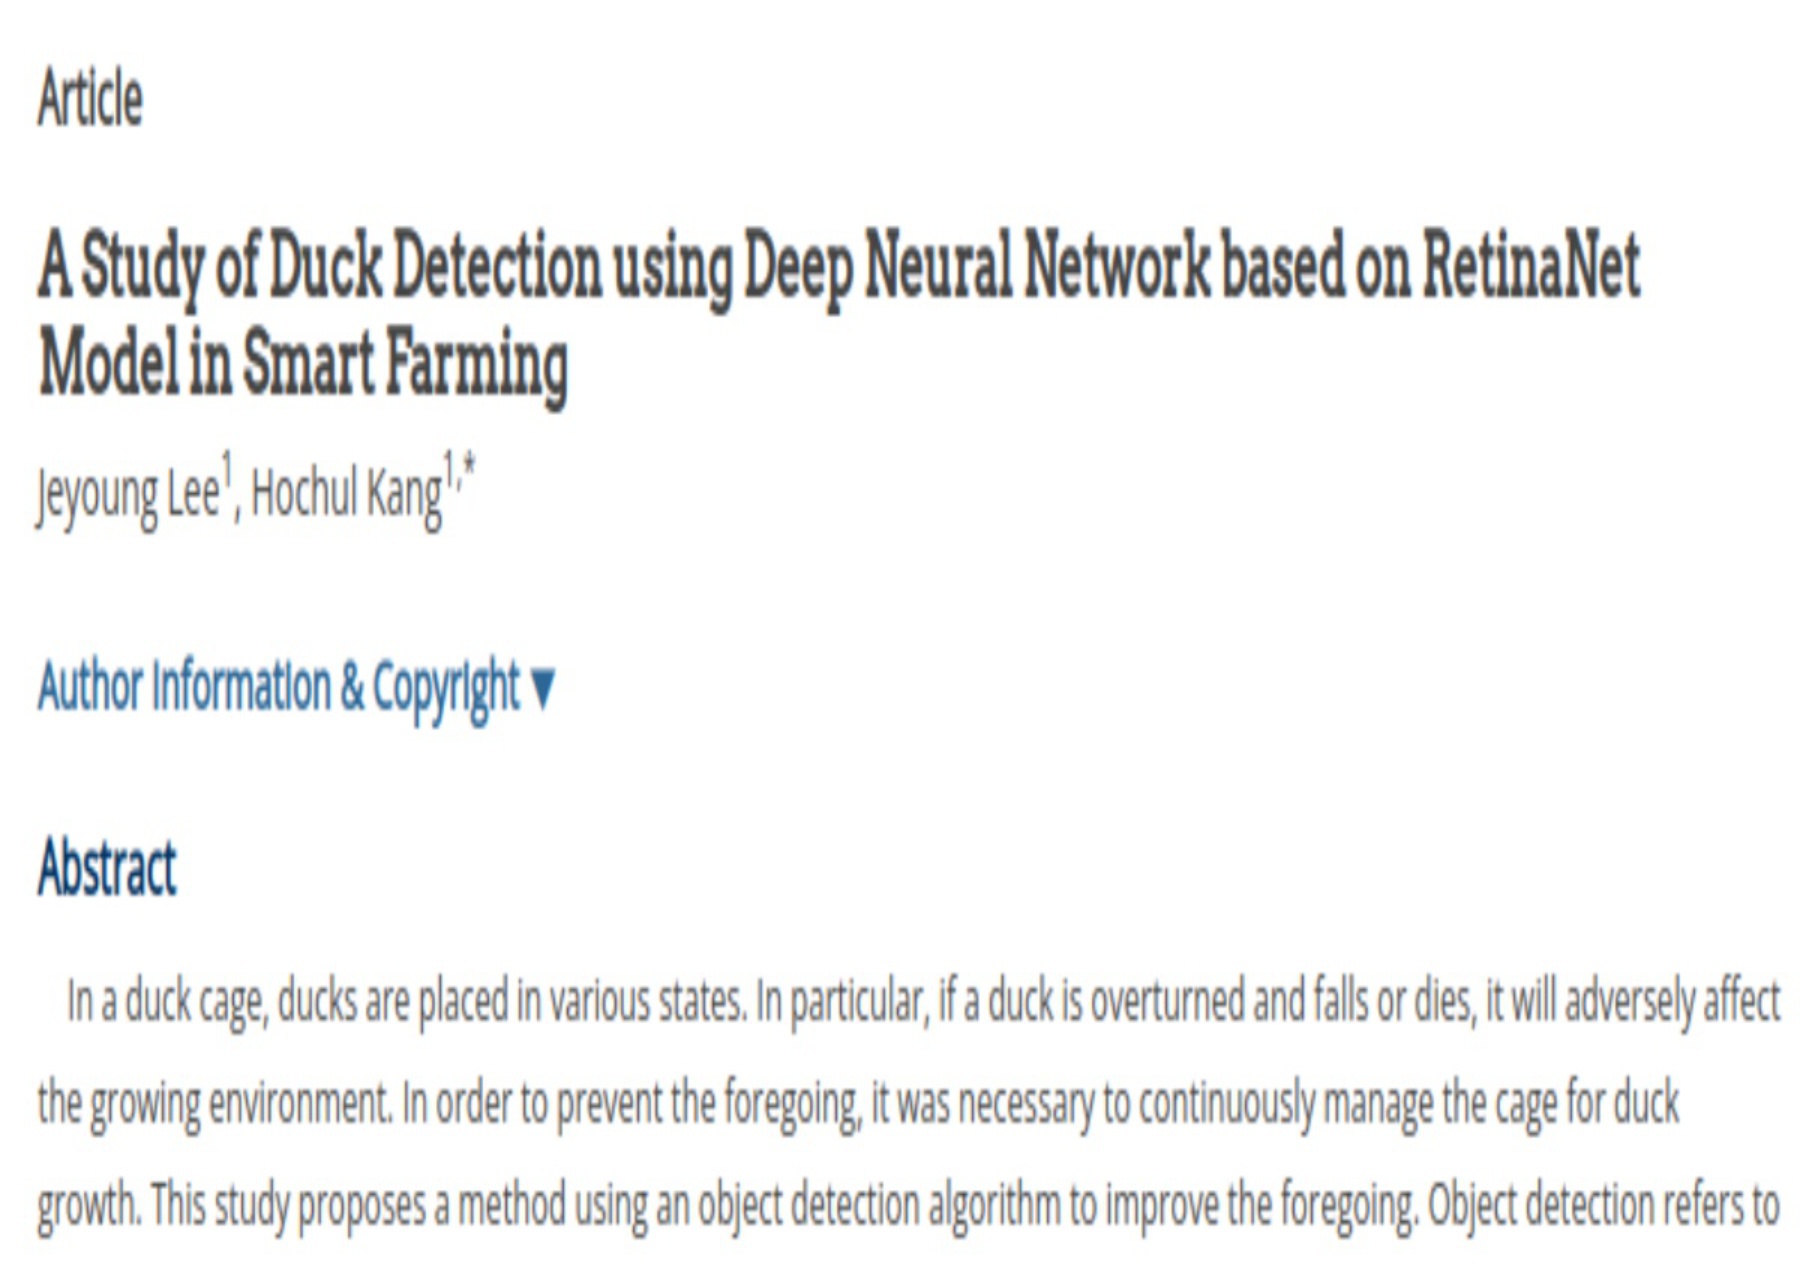 Article
A Study of Duck Detection using Deep Neural Network based on RetinaNet
Model in Smart Farming
Jeyoung Lee1, Hochul Kang1,*
Author Information & Copyright ▼
Abstract
In a duck cage, ducks are placed in various states. In particular, if a duck is overturned and falls or dies, it will adversely affect
the growing environment. In order to prevent the foregoing, it was necessary to continuously manage the cage for duck
growth. This study proposes a method using an object detection algorithm to improve the foregoing. Object detection refers to